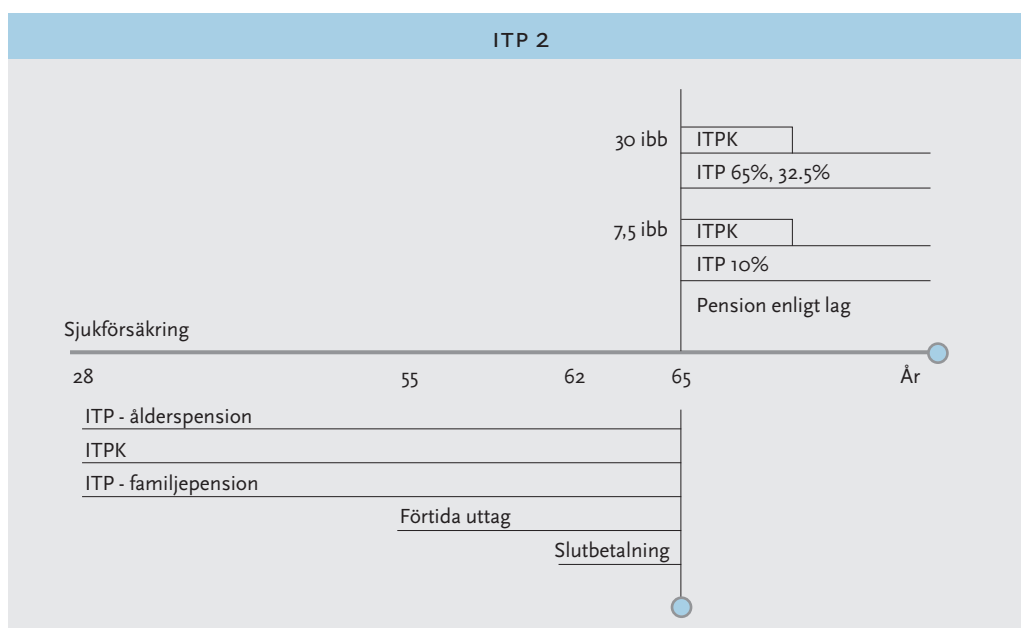 ITP 2
30 ibb
ITPK
ITP 65%, 32.5%
7,5 ibb
ITPK
ITP 10%
Pension enligt lag
Sjukförsäkring
28 55 62 65 År
ITP - ålderspension
ITPK
ITP - familjepension
Förtida uttag
Slutbetalning